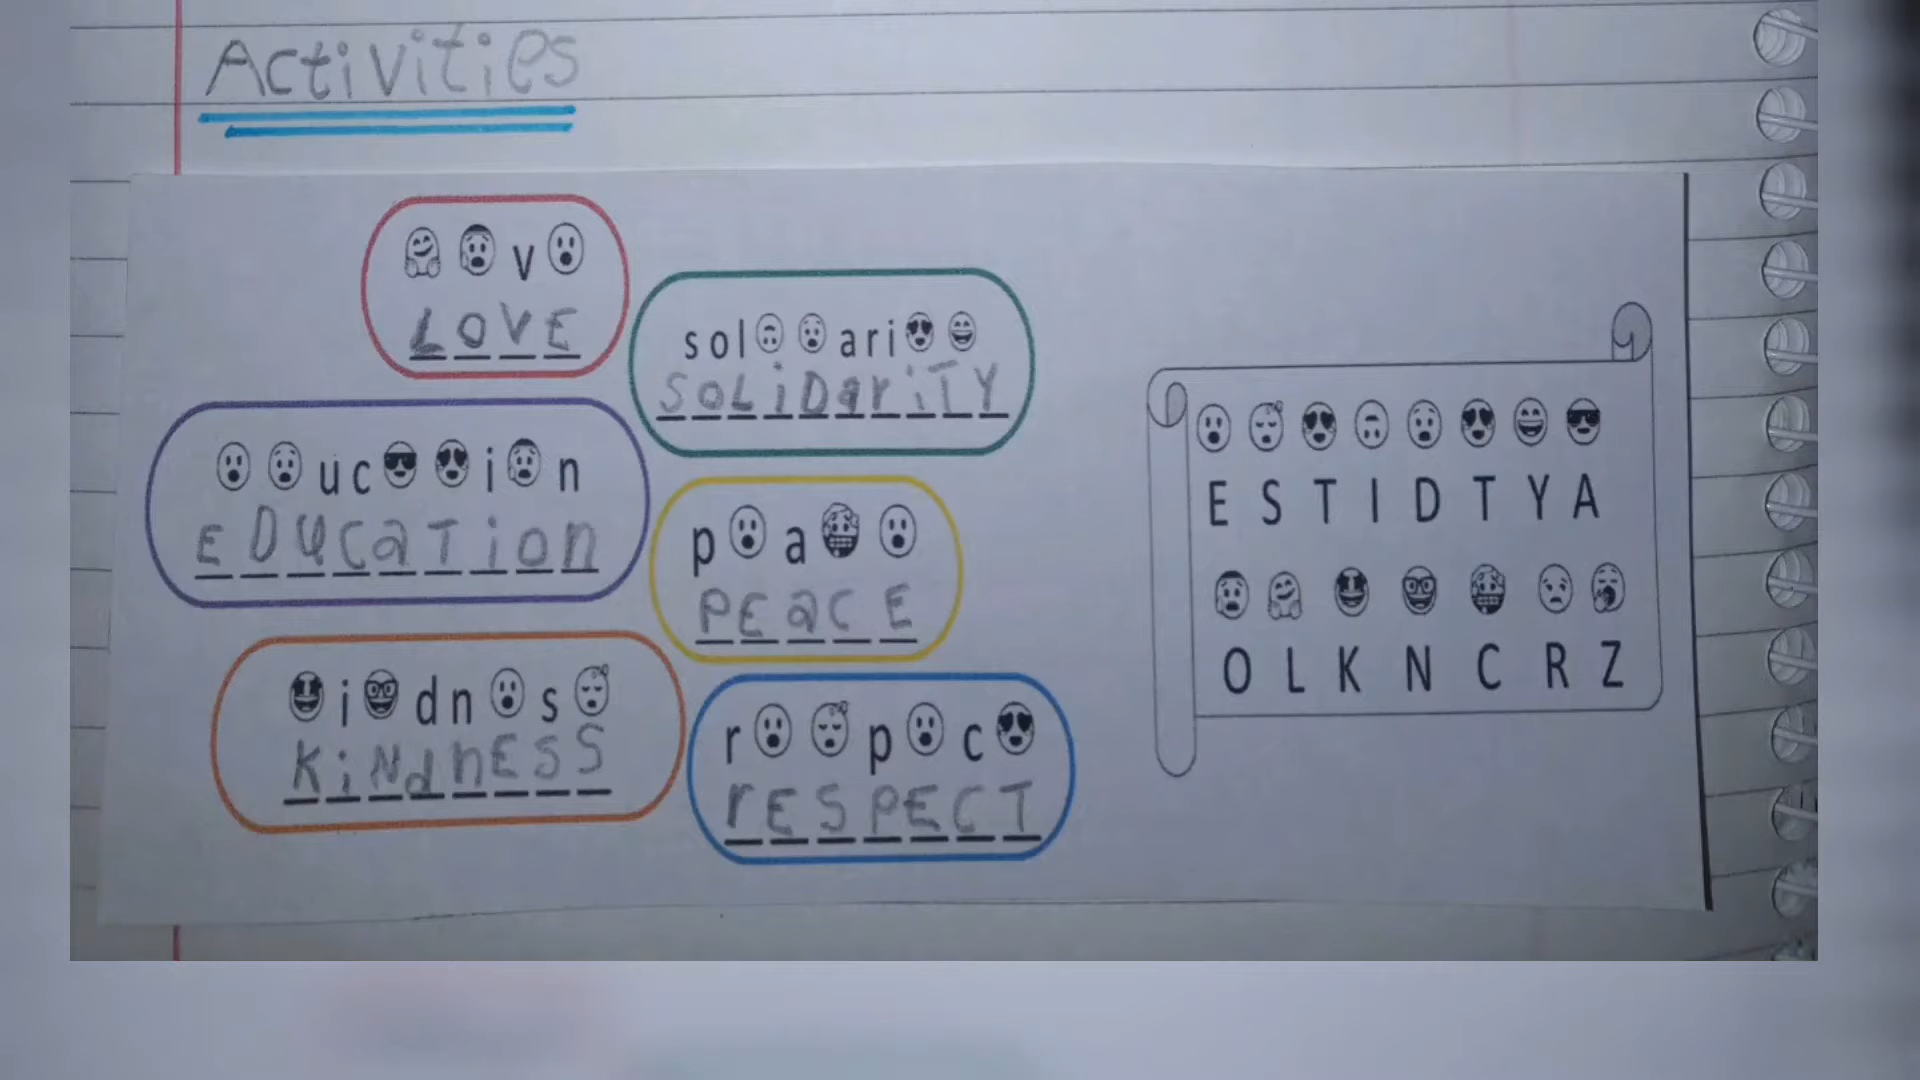 Activities
🤗 😰 v 😮
LOVE
sol🙃😦ari😍😄
SoLiDariTY
😮😦uc😎😍i😰n
EDUCaTion
p😮a🥶😮
PEaCE
🤩i🤓dn😮s😴
KiNdnESS
r😮😴p😮c😍
rESPECT
😮 😴 😍 🙃 😦 😍 😄 😎
E S T I D T Y A
😰 🤗 🤩 🤓 🥶 😟 🥱
O L K N C R Z